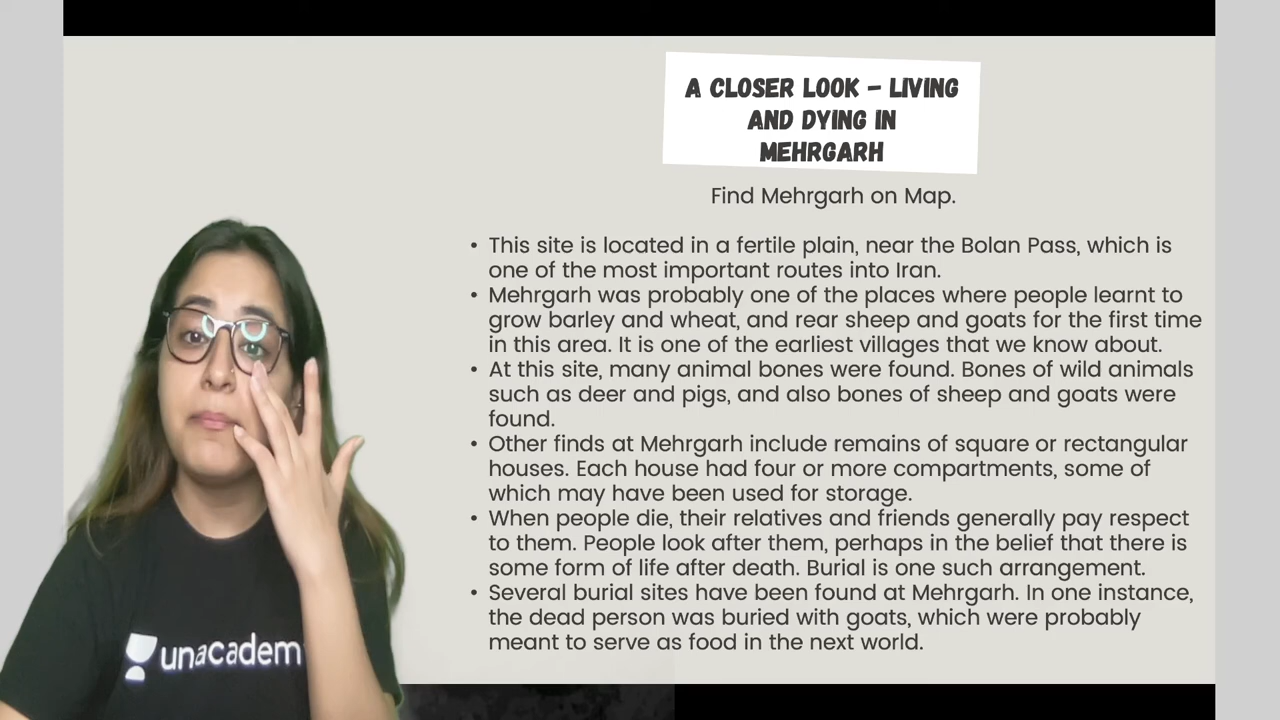 A CLOSER LOOK – LIVING
AND DYING IN
MEHRGARH
Find Mehrgarh on Map.
• This site is located in a fertile plain, near the Bolan Pass, which is
one of the most important routes into Iran.
• Mehrgarh was probably one of the places where people learnt to
grow barley and wheat, and rear sheep and goats for the first time
in this area. It is one of the earliest villages that we know about.
• At this site, many animal bones were found. Bones of wild animals
such as deer and pigs, and also bones of sheep and goats were
found.
• Other finds at Mehrgarh include remains of square or rectangular
houses. Each house had four or more compartments, some of
which may have been used for storage.
• When people die, their relatives and friends generally pay respect
to them. People look after them, perhaps in the belief that there is
some form of life after death. Burial is one such arrangement.
• Several burial sites have been found at Mehrgarh. In one instance,
the dead person was buried with goats, which were probably
meant to serve as food in the next world.
unacadem